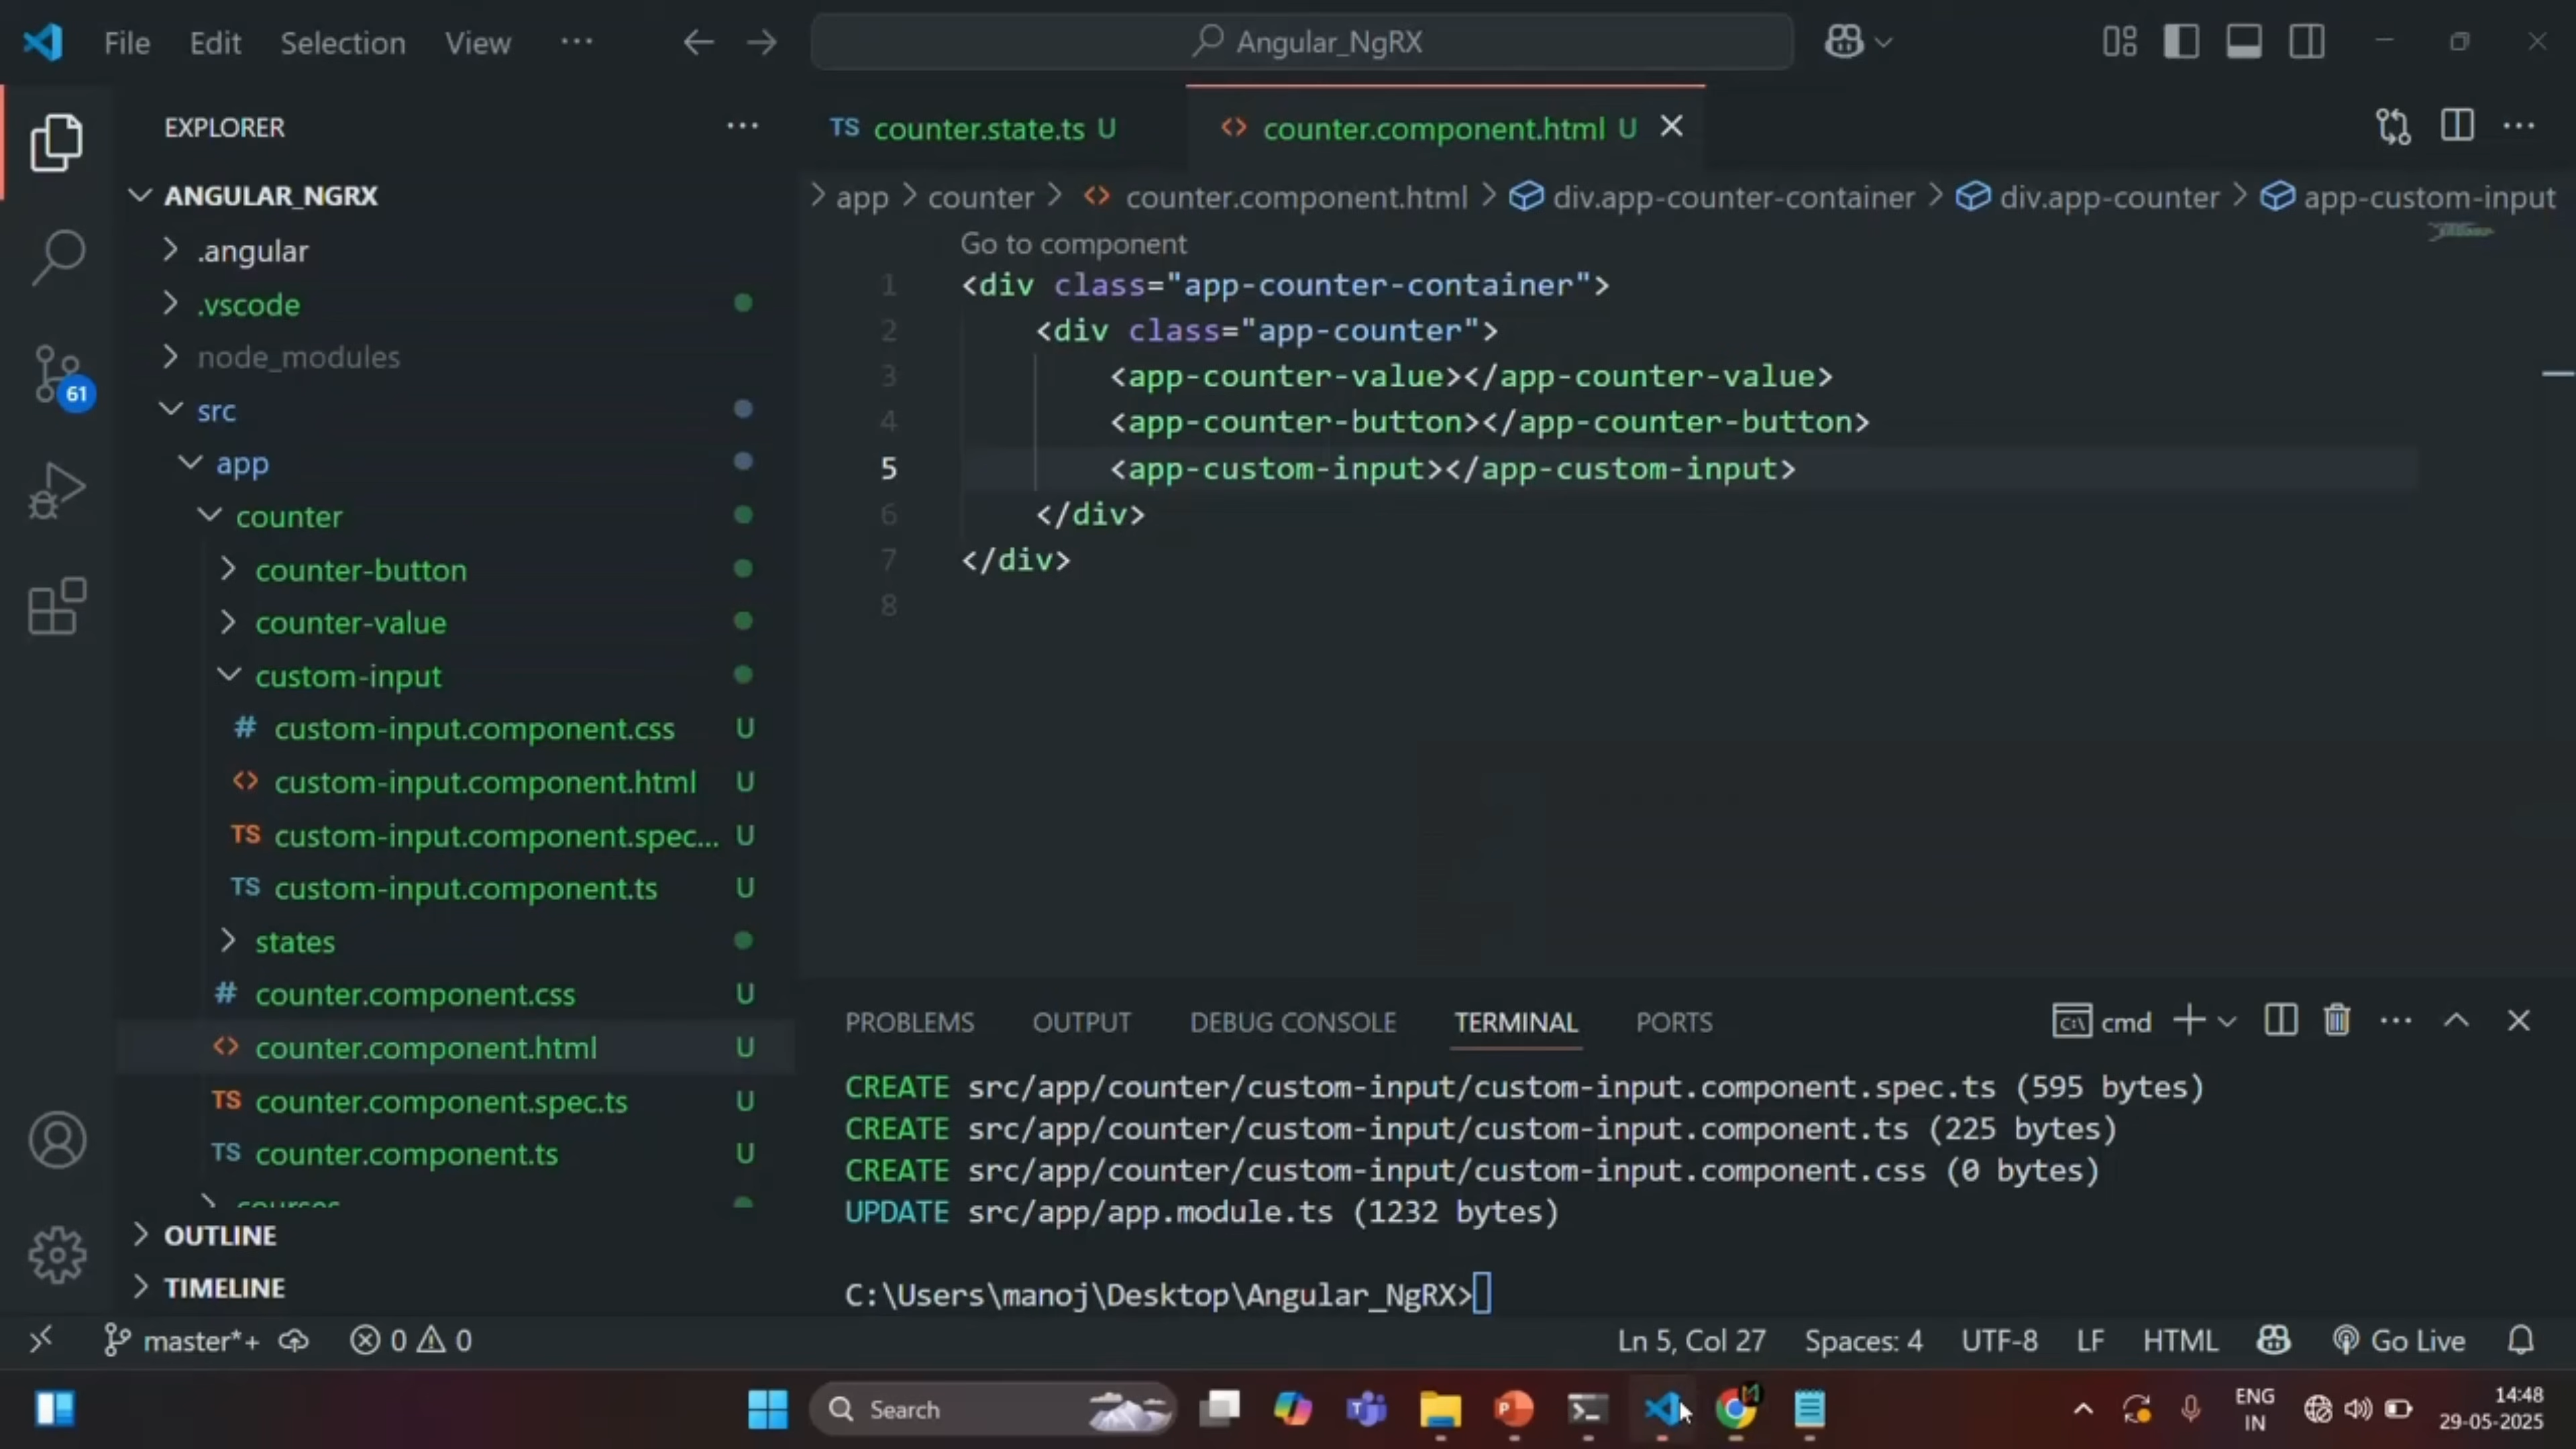 File Edit Selection View ··· Angular_NgRX
EXPLORER ···
TS counter.state.ts U <> counter.component.html U ···
ANGULAR_NGRX
> app > counter > <> counter.component.html > div.app-counter-container > div.app-counter > app-custom-input
.angular
.vscode
node_modules
src
app
counter
counter-button
counter-value
custom-input
# custom-input.component.css U
<> custom-input.component.html U
TS custom-input.component.spec... U
TS custom-input.component.ts U
states
# counter.component.css U
<> counter.component.html U
TS counter.component.spec.ts U
TS counter.component.ts U
courses
OUTLINE
TIMELINE
61
Go to component
1 <div class="app-counter-container">
2 <div class="app-counter">
3 <app-counter-value></app-counter-value>
4 <app-counter-button></app-counter-button>
5 <app-custom-input></app-custom-input>
6 </div>
7 </div>
8
PROBLEMS OUTPUT DEBUG CONSOLE TERMINAL PORTS cmd ···
CREATE src/app/counter/custom-input/custom-input.component.spec.ts (595 bytes)
CREATE src/app/counter/custom-input/custom-input.component.ts (225 bytes)
CREATE src/app/counter/custom-input/custom-input.component.css (0 bytes)
UPDATE src/app/app.module.ts (1232 bytes)
C:\Users\manoj\Desktop\Angular_NgRX>
master*+ 0 0 Ln 5, Col 27 Spaces: 4 UTF-8 LF HTML Go Live
Search
ENG
IN
14:48
29-05-2025